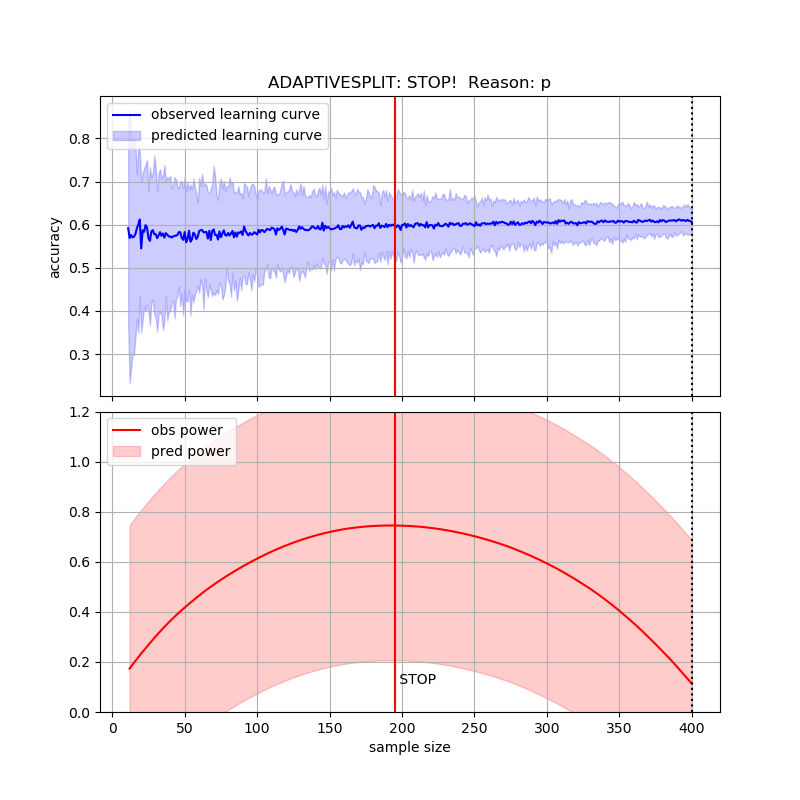 ADAPTIVESPLIT: STOP!  Reason: p
observed learning curve
predicted learning curve
accuracy
0.8
0.7
0.6
0.5
0.4
0.3
obs power
pred power
1.2
1.0
0.8
0.6
0.4
0.2
0.0
STOP
0 50 100 150 200 250 300 350 400
sample size